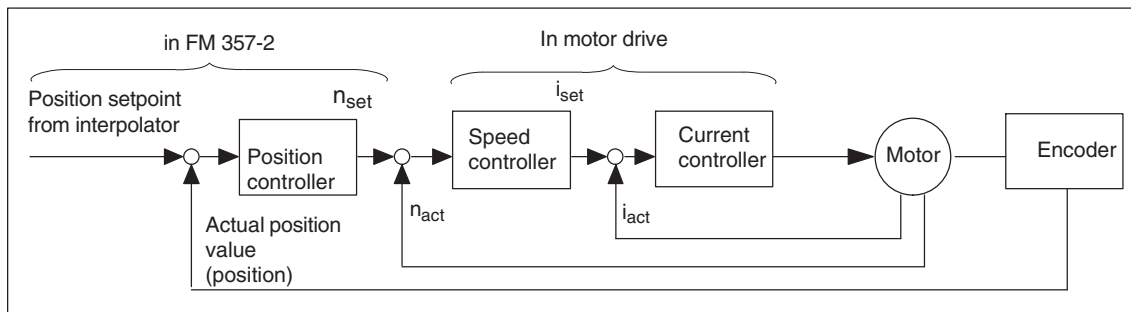 in FM 357-2
In motor drive
Position setpoint
from interpolator
nset
iset
Position
controller
Speed
controller
Current
controller
Motor
Encoder
nact
iact
Actual position
value
(position)